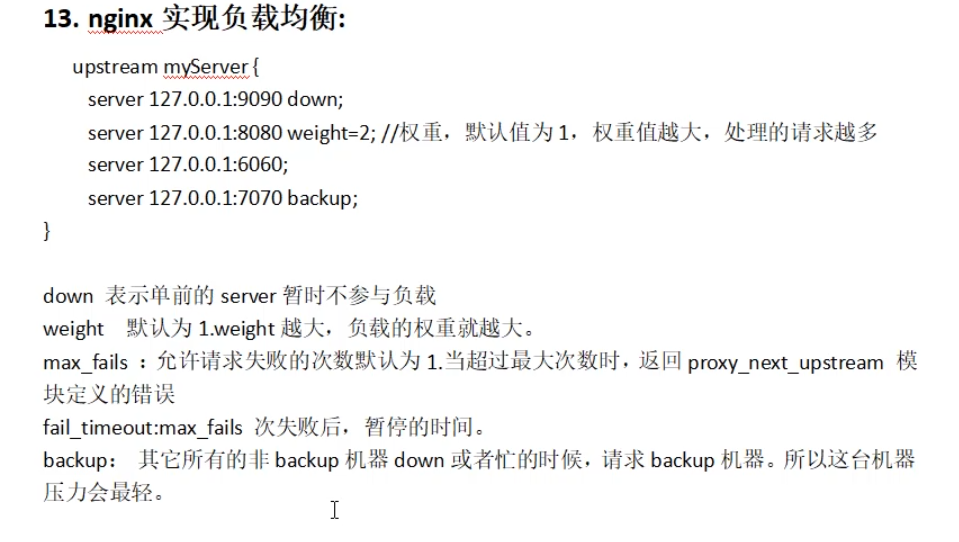 13. nginx 实现负载均衡:
upstream myServer {
server 127.0.0.1:9090 down;
server 127.0.0.1:8080 weight=2; //权重，默认值为 1，权重值越大，处理的请求越多
server 127.0.0.1:6060;
server 127.0.0.1:7070 backup;
}
down 表示单前的 server 暂时不参与负载
weight 默认为 1.weight 越大，负载的权重就越大。
max_fails ：允许请求失败的次数默认为 1.当超过最大次数时，返回 proxy_next_upstream 模
块定义的错误
fail_timeout:max_fails 次失败后，暂停的时间。
backup： 其它所有的非 backup 机器 down 或者忙的时候，请求 backup 机器。所以这台机器
压力会最轻。